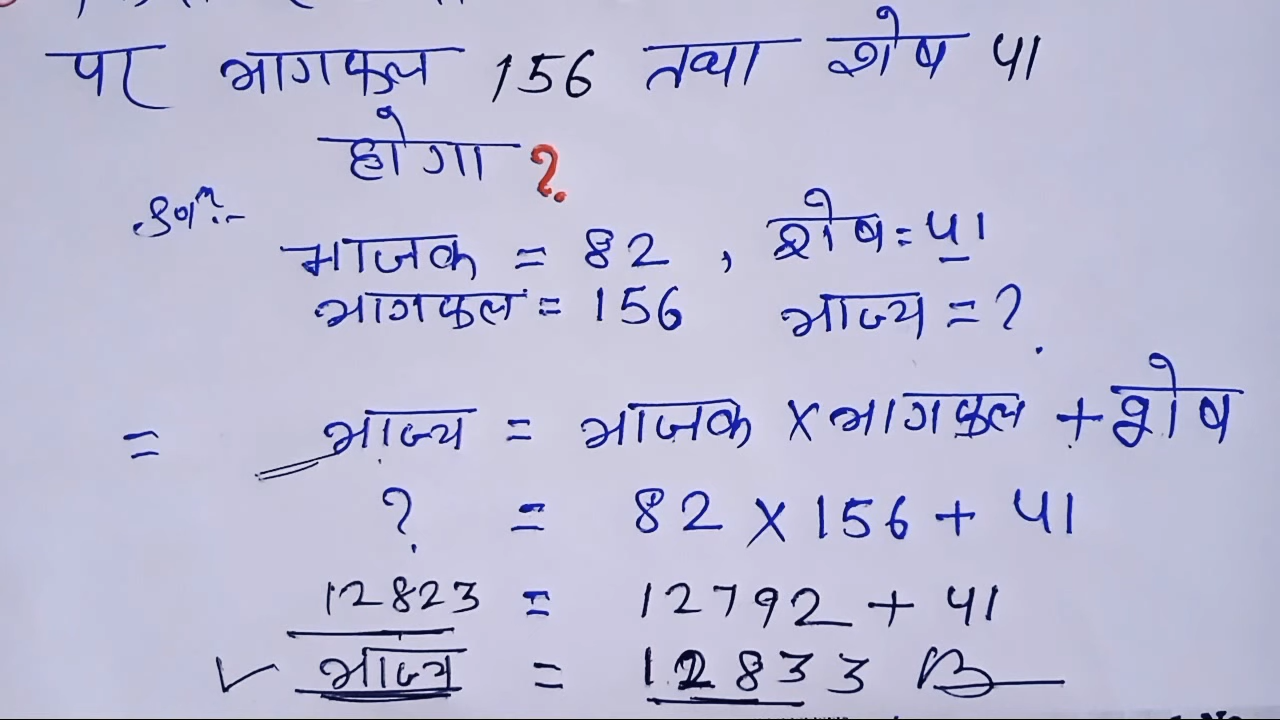 पर भागफल 156 तथा शेष 41
होगा ?
भाजक = 82 , शेष = 41
भागफल = 156 भाज्य = ?
= भाज्य = भाजक × भागफल + शेष
? = 82 × 156 + 41
12823 = 12792 + 41
✓ भाज्य = 12833